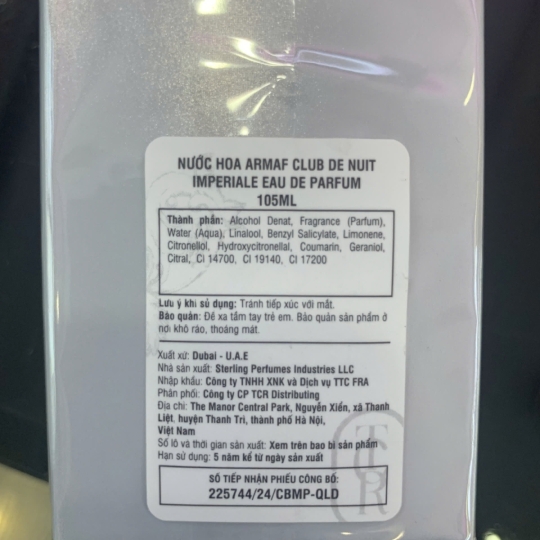 NƯỚC HOA ARMAF CLUB DE NUIT
IMPERIALE EAU DE PARFUM
105ML
Thành phần: Alcohol Denat, Fragrance (Parfum),
Water (Aqua), Linalool, Benzyl Salicylate, Limonene,
Citronellol, Hydroxycitronellal, Coumarin, Geraniol,
Citral, CI 14700, CI 19140, CI 17200
Lưu ý khi sử dụng: Tránh tiếp xúc với mắt.
Bảo quản: Để xa tầm tay trẻ em. Bảo quản sản phẩm ở
nơi khô ráo, thoáng mát.
Xuất xứ: Dubai - U.A.E
Nhà sản xuất: Sterling Perfumes Industries LLC
Nhập khẩu: Công ty TNHH XNK và Dịch vụ TTC FRA
Phân phối: Công ty CP TCR Distributing
Địa chỉ: The Manor Central Park, Nguyễn Xiển, xã Thanh
Liệt, huyện Thanh Trì, thành phố Hà Nội,
Việt Nam
Số lô và thời gian sản xuất: Xem trên bao bì sản phẩm
Hạn sử dụng: 5 năm kể từ ngày sản xuất
SỐ TIẾP NHẬN PHIẾU CÔNG BỐ:
225744/24/CBMP-QLD
TCR